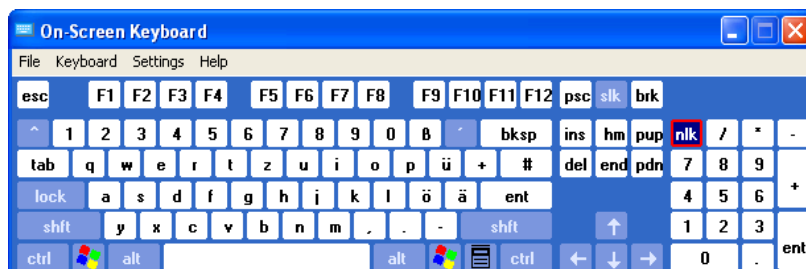 On-Screen Keyboard
File Keyboard Settings Help
esc F1 F2 F3 F4 F5 F6 F7 F8 F9 F10 F11 F12 psc slk brk
^ 1 2 3 4 5 6 7 8 9 0 ß ´ bksp ins hm pup nlk / * -
tab q w e r t z u i o p ü + # del end pdn 7 8 9 +
lock a s d f g h j k l ö ä ent 4 5 6
shft y x c v b n m , . - shft ↑ 1 2 3 ent
ctrl alt alt ctrl ← ↓ → 0 .